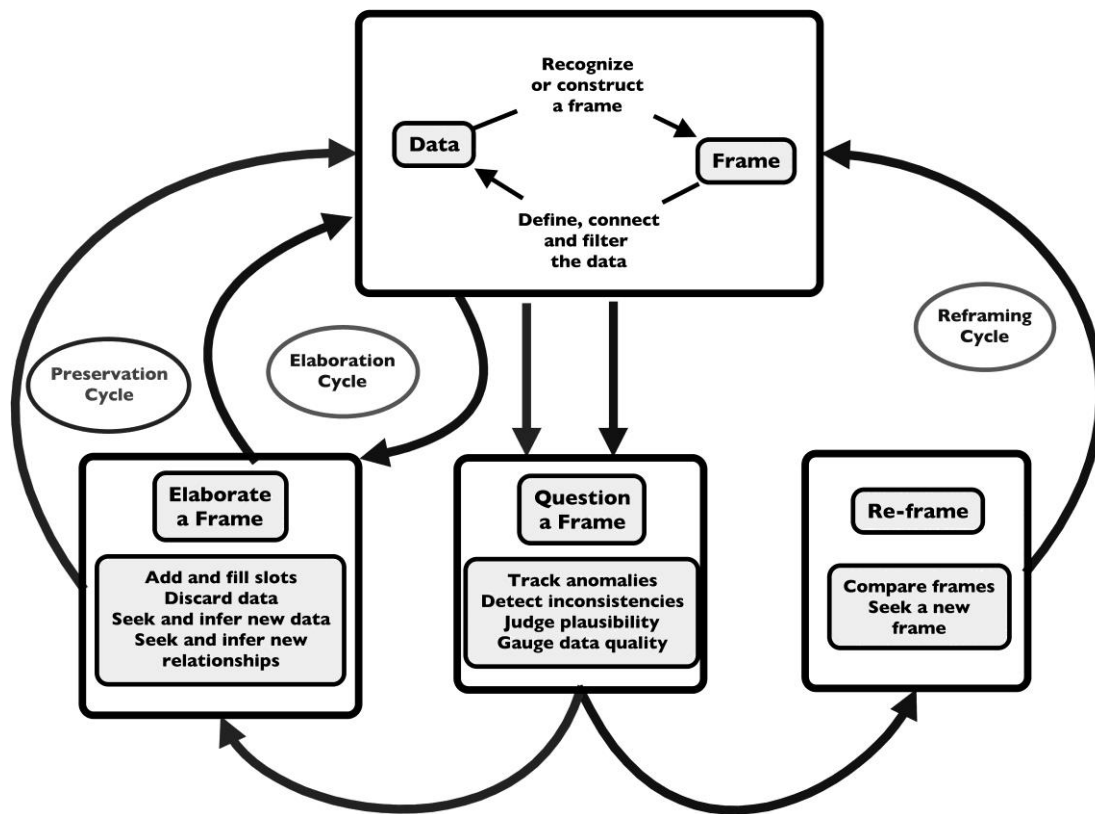 Recognize
or construct
a frame
Data
Frame
Define, connect
and filter
the data
Preservation
Cycle
Elaboration
Cycle
Reframing
Cycle
Elaborate
a Frame
Add and fill slots
Discard data
Seek and infer new data
Seek and infer new
relationships
Question
a Frame
Track anomalies
Detect inconsistencies
Judge plausibility
Gauge data quality
Re-frame
Compare frames
Seek a new
frame